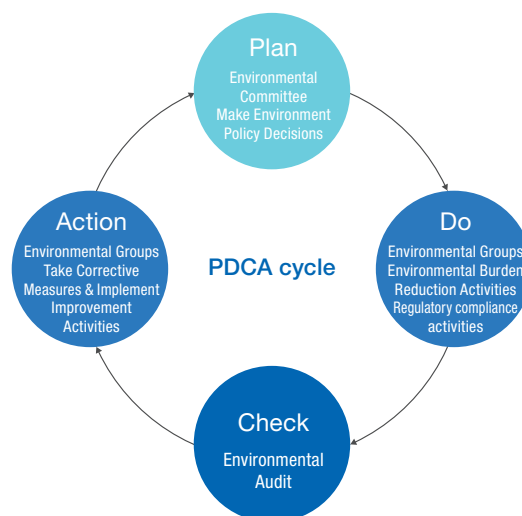 Plan
Environmental
Committee
Make Environment
Policy Decisions
Action
Environmental Groups
Take Corrective
Measures & Implement
Improvement
Activities
PDCA cycle
Do
Environmental Groups
Environmental Burden
Reduction Activities
Regulatory compliance
activities
Check
Environmental
Audit